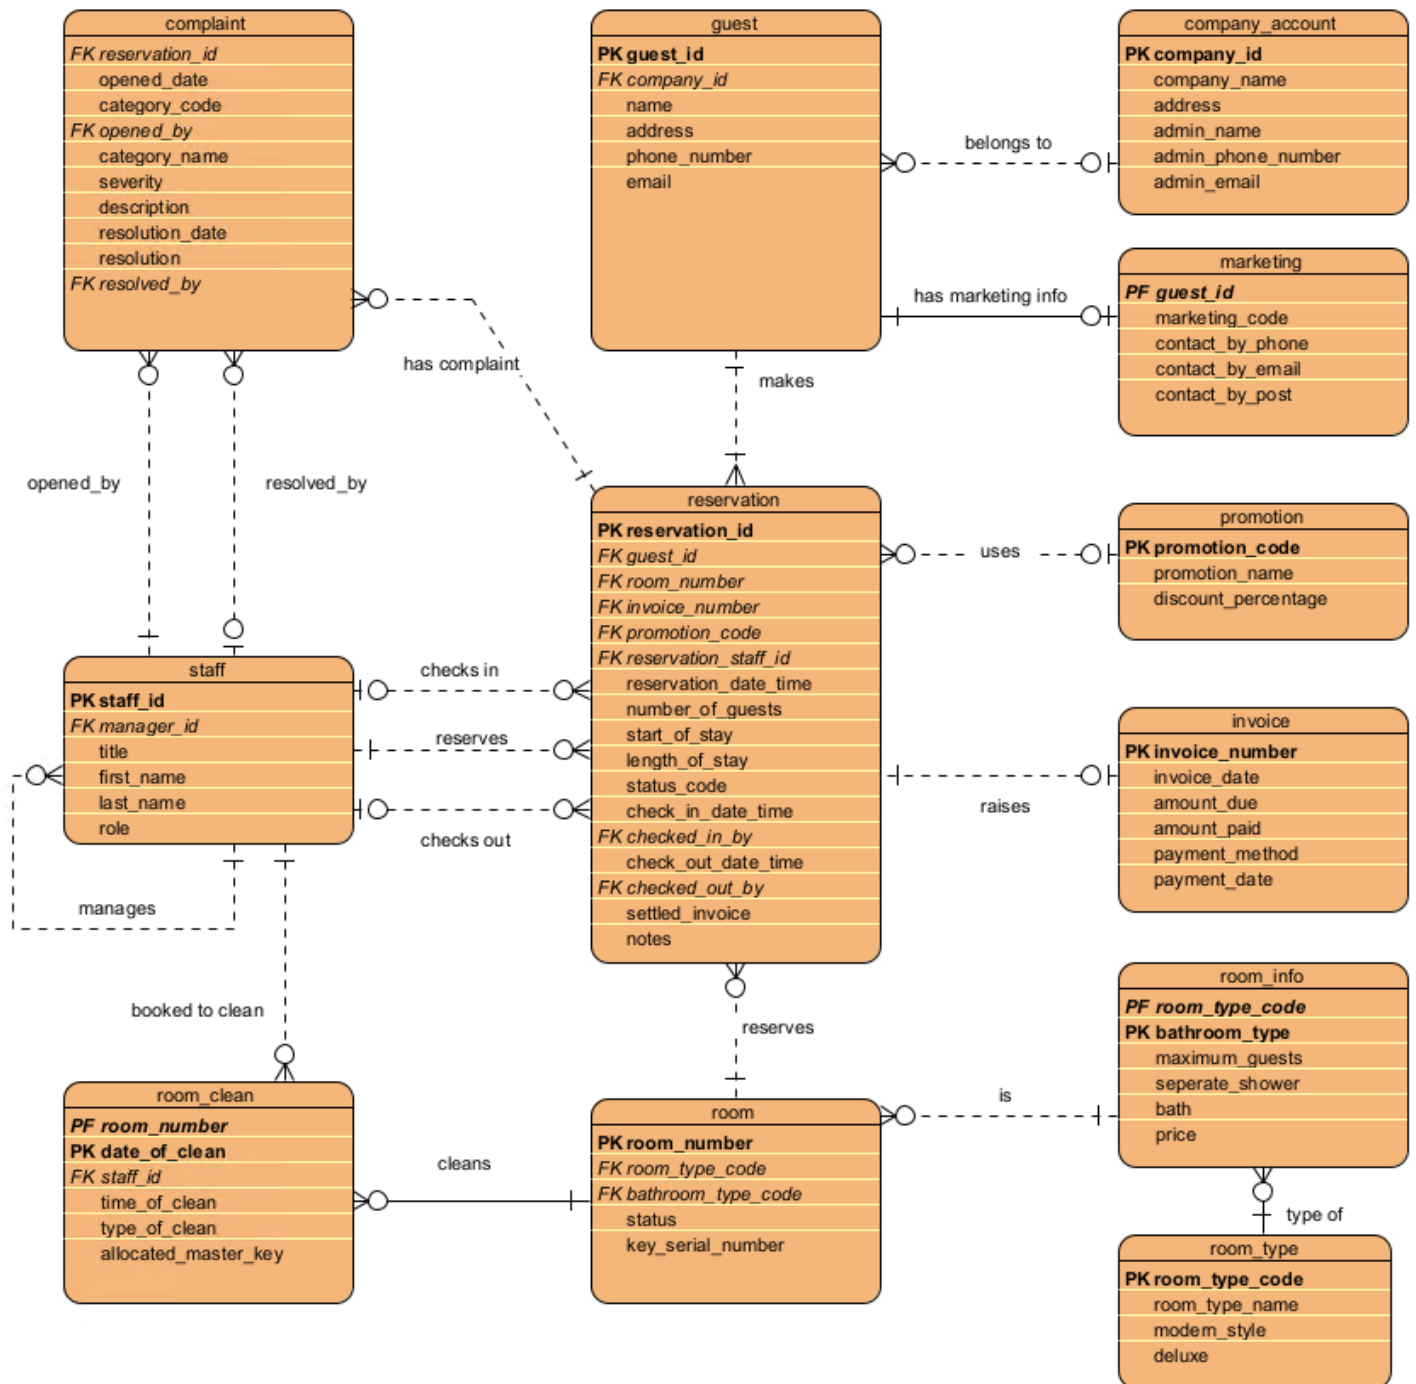 complaint
FK reservation_id
opened_date
category_code
FK opened_by
category_name
severity
description
resolution_date
resolution
FK resolved_by
guest
PK guest_id
FK company_id
name
address
phone_number
email
company_account
PK company_id
company_name
address
admin_name
admin_phone_number
admin_email
belongs to
marketing
PF guest_id
marketing_code
contact_by_phone
contact_by_email
contact_by_post
has marketing info
has complaint
makes
opened_by
resolved_by
reservation
PK reservation_id
FK guest_id
FK room_number
FK invoice_number
FK promotion_code
FK reservation_staff_id
reservation_date_time
number_of_guests
start_of_stay
length_of_stay
status_code
check_in_date_time
FK checked_in_by
check_out_date_time
FK checked_out_by
settled_invoice
notes
promotion
PK promotion_code
promotion_name
discount_percentage
uses
staff
PK staff_id
FK manager_id
title
first_name
last_name
role
checks in
reserves
checks out
manages
invoice
PK invoice_number
invoice_date
amount_due
amount_paid
payment_method
payment_date
raises
booked to clean
reserves
room_info
PF room_type_code
PK bathroom_type
maximum_guests
seperate_shower
bath
price
is
room_clean
PF room_number
PK date_of_clean
FK staff_id
time_of_clean
type_of_clean
allocated_master_key
cleans
room
PK room_number
FK room_type_code
FK bathroom_type_code
status
key_serial_number
type of
room_type
PK room_type_code
room_type_name
modern_style
deluxe